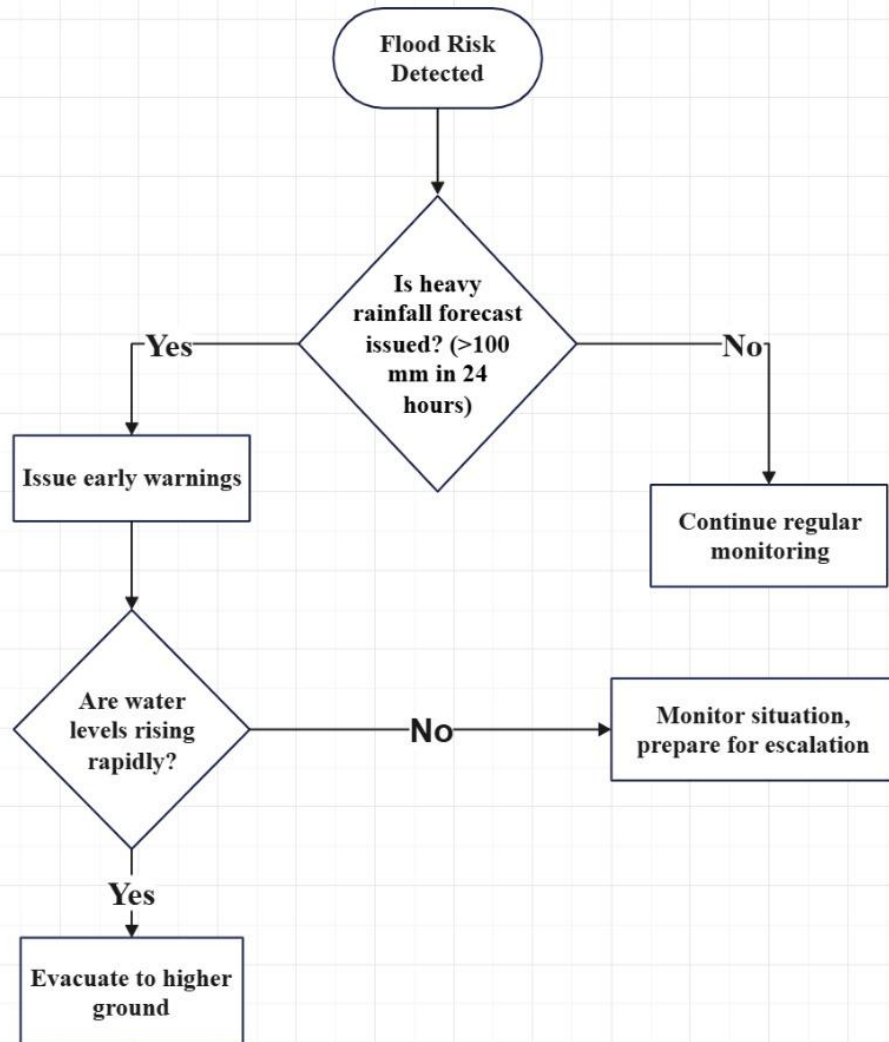 Flood Risk
Detected
Is heavy
rainfall forecast
issued? (>100
mm in 24
hours)
Yes
No
Issue early warnings
Continue regular
monitoring
Are water
levels rising
rapidly?
No
Monitor situation,
prepare for escalation
Yes
Evacuate to higher
ground